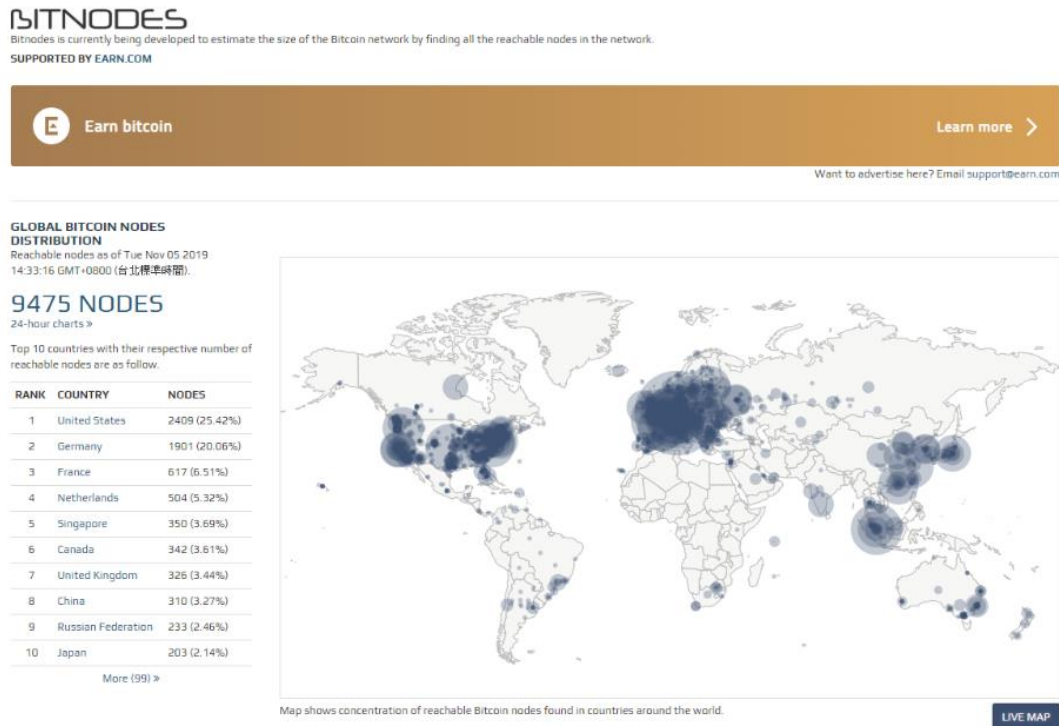 BITNODES
Bitnodes is currently being developed to estimate the size of the Bitcoin network by finding all the reachable nodes in the network.
SUPPORTED BY EARN.COM
E Earn bitcoin
Learn more
Want to advertise here? Email support@earn.com
GLOBAL BITCOIN NODES
DISTRIBUTION
Reachable nodes as of Tue Nov 05 2019
14:33:16 GMT+0800 (台北標準時間).
9475 NODES
24-hour charts »
Top 10 countries with their respective number of
reachable nodes are as follow.
RANK COUNTRY NODES
1 United States 2409 (25.42%)
2 Germany 1901 (20.06%)
3 France 617 (6.51%)
4 Netherlands 504 (5.32%)
5 Singapore 350 (3.69%)
6 Canada 342 (3.61%)
7 United Kingdom 326 (3.44%)
8 China 310 (3.27%)
9 Russian Federation 233 (2.46%)
10 Japan 203 (2.14%)
More (99) »
Map shows concentration of reachable Bitcoin nodes found in countries around the world.
LIVE MAP